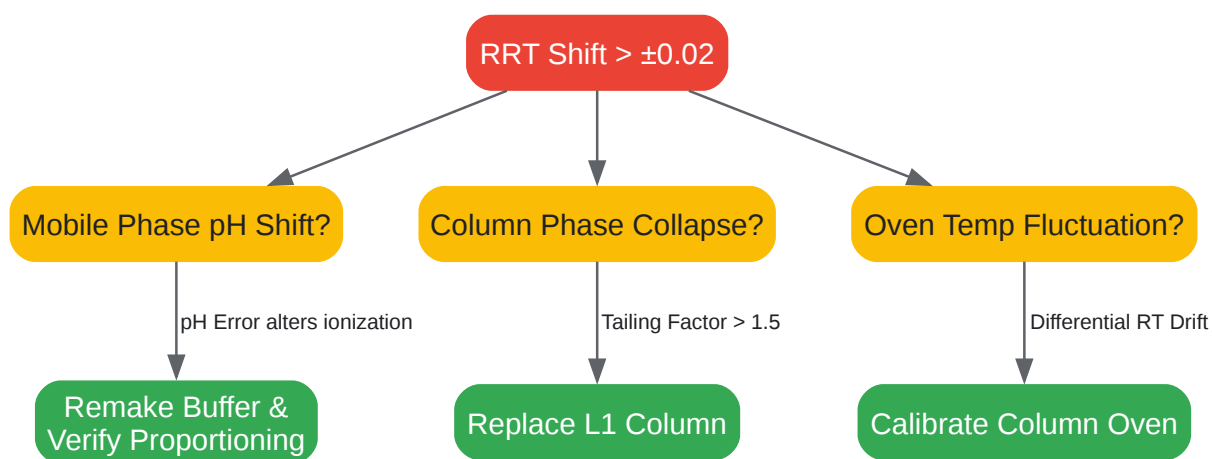 RRT Shift > ±0.02
Mobile Phase pH Shift?
Column Phase Collapse?
Oven Temp Fluctuation?
pH Error alters ionization
Tailing Factor > 1.5
Differential RT Drift
Remake Buffer &
Verify Proportioning
Replace L1 Column
Calibrate Column Oven